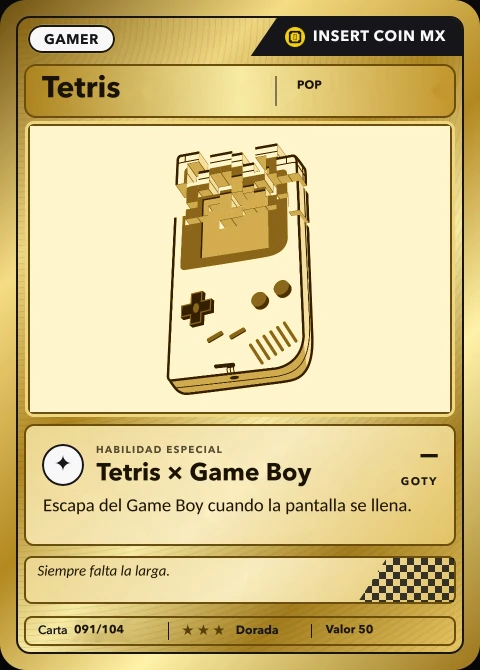 GAMER
INSERT COIN MX
Tetris
POP
HABILIDAD ESPECIAL
Tetris × Game Boy
—
GOTY
Escapa del Game Boy cuando la pantalla se llena.
Siempre falta la larga.
Carta 091/104 ★ ★ ★ Dorada Valor 50